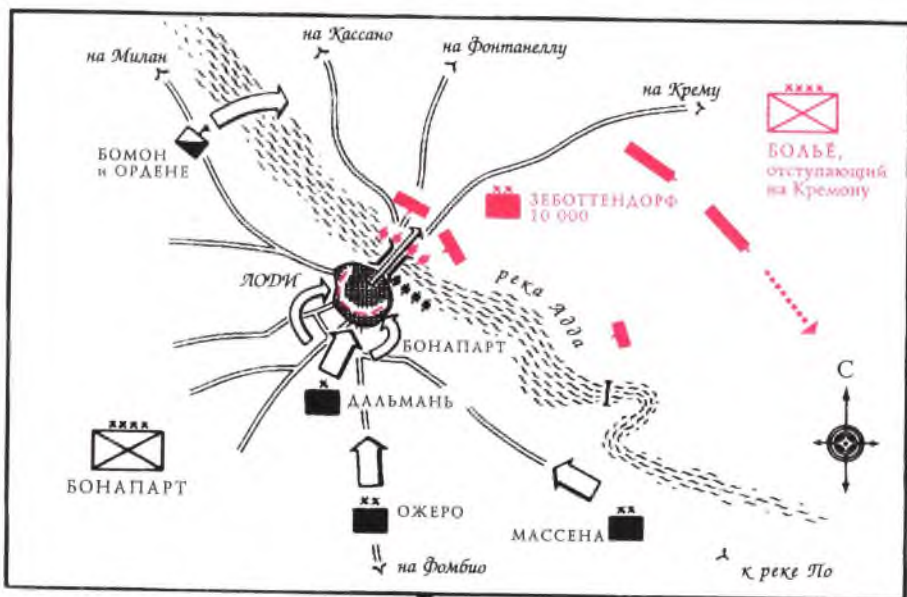 на Милан
на Кассано
на Фонтанеллу
на Крему
БОМОН
и ОРДЕНЕ
БОЛЬЁ,
отступающий
на Кремону
ЗЕБОТТЕНДОРФ
10 000
ЛОДИ
река Адда
БОНАПАРТ
С
ДАЛЬМАНЬ
БОНАПАРТ
ОЖЕРО
МАССЕНА
на Фомбио
к реке По